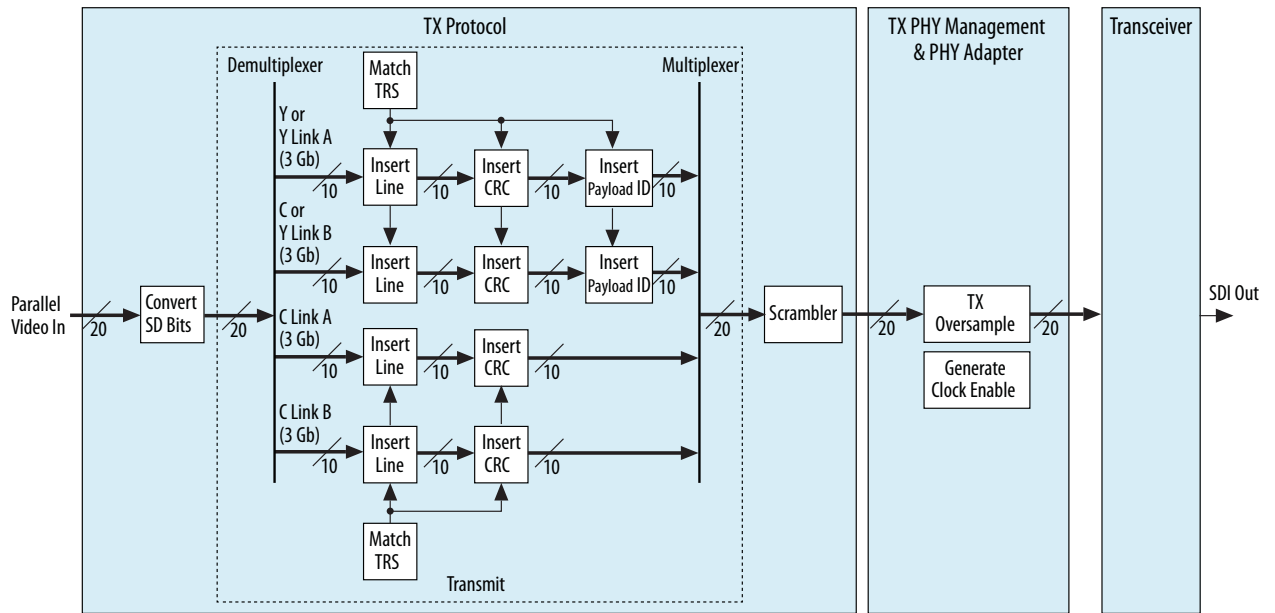 TX Protocol
TX PHY Management
& PHY Adapter
Transceiver
Demultiplexer
Match
TRS
Multiplexer
Y or
Y Link A
(3 Gb)
10
Insert
Line
10
Insert
CRC
10
Insert
Payload ID
10
C or
Y Link B
(3 Gb)
10
Insert
Line
10
Insert
CRC
10
Insert
Payload ID
10
Parallel
Video In
20
Convert
SD Bits
20
C Link A
(3 Gb)
10
Insert
Line
10
Insert
CRC
10
20
Scrambler
20
TX
Oversample
20
SDI Out
Generate
Clock Enable
C Link B
(3 Gb)
10
Insert
Line
10
Insert
CRC
10
Match
TRS
Transmit